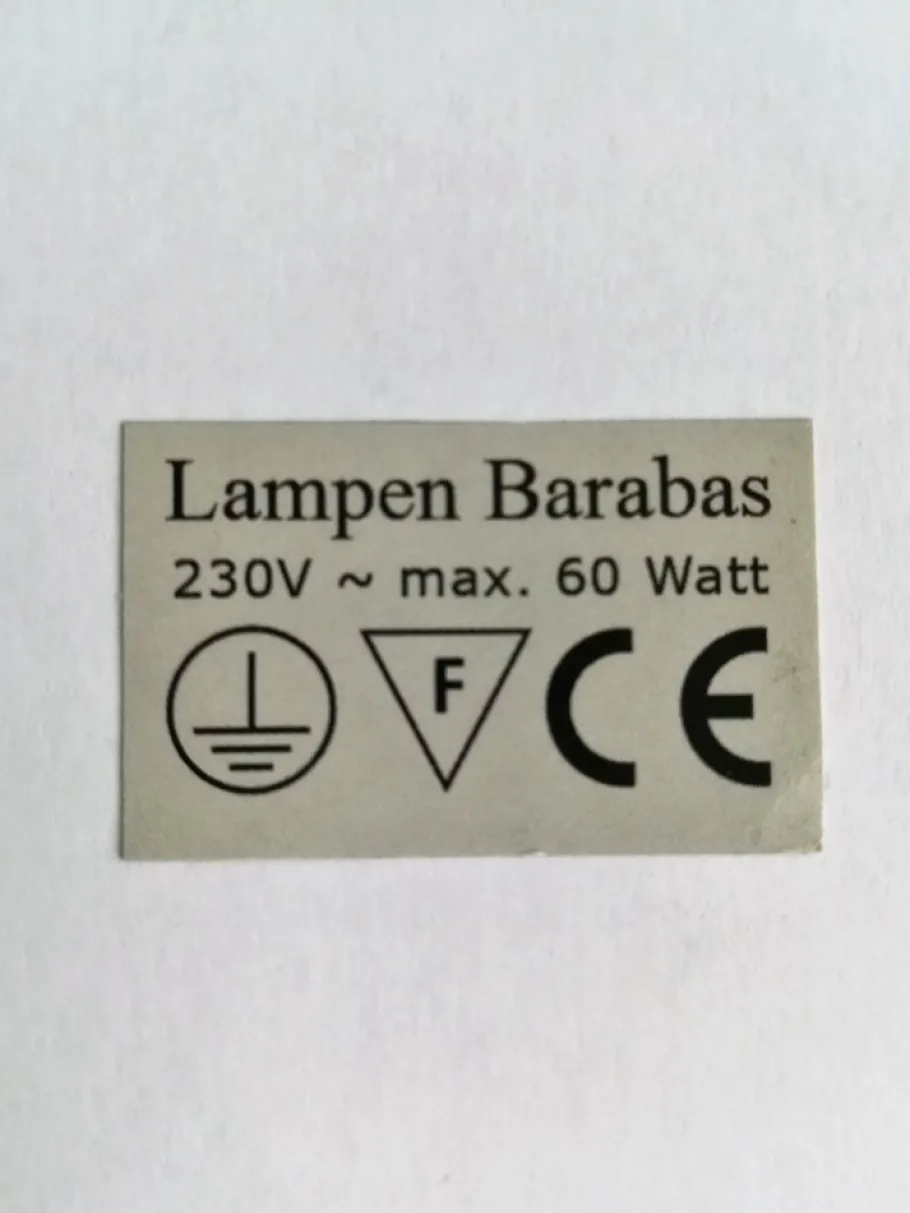 Lampen Barabas
230V ~ max. 60 Watt
F CE